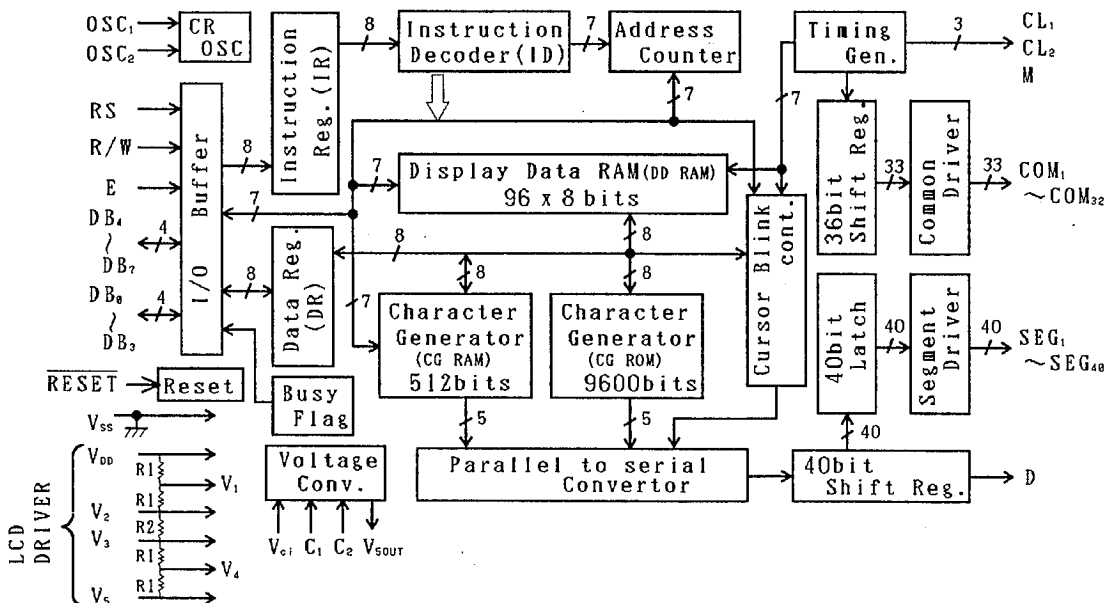 OSC₁
OSC₂
CR
OSC
RS
R/W
E
DB₄
~
DB₇
DB₀
~
DB₃
4
4
I/O Buffer
8
7
8
Instruction
Reg.(IR)
8
Instruction
Decoder(ID)
7
Address
Counter
7
Timing
Gen.
3
CL₁
CL₂
M
7
7
Display Data RAM(DD RAM)
96 x 8 bits
8
8
8
8
7
Data Reg.
(DR)
Character
Generator
(CG RAM)
512bits
Character
Generator
(CG ROM)
9600bits
5
5
Cursor Blink
cont.
36bit
Shift Reg.
33
Common
Driver
33
COM₁
~COM₃₂
40bit
Latch
40
Segment
Driver
40
SEG₁
~SEG₄₀
40
RESET
Reset
Busy
Flag
Voltage
Conv.
Vci C₁ C₂ V5OUT
Parallel to serial
Convertor
40bit
Shift Reg.
D
VSS
LCD
DRIVER
VDD
R1
V₁
R1
V₂
R2
V₃
R1
V₄
R1
V₅